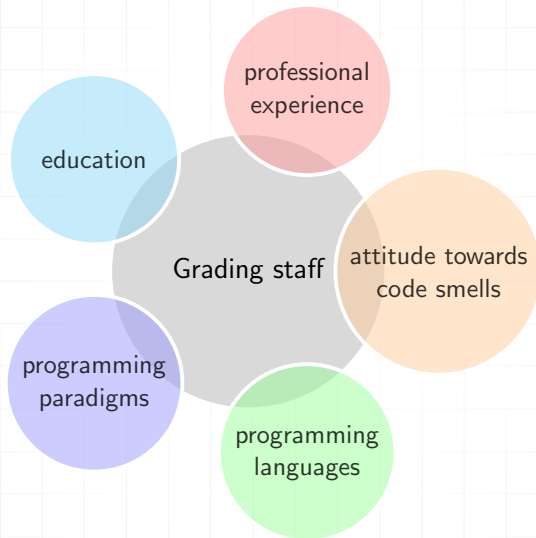 professional
experience
education
Grading staff
attitude towards
code smells
programming
paradigms
programming
languages